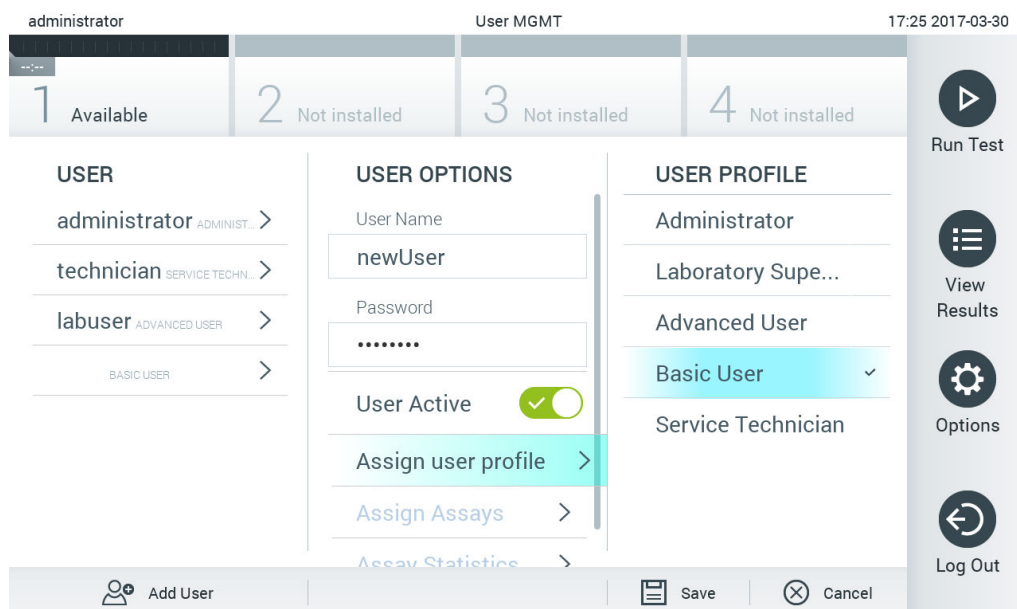 administrator
User MGMT
17:25 2017-03-30
--:--
1 Available
2 Not installed
3 Not installed
4 Not installed
USER
administrator ADMINIST...
technician SERVICE TECHN...
labuser ADVANCED USER
BASIC USER
USER OPTIONS
User Name
newUser
Password
••••••••
User Active
Assign user profile
Assign Assays
Assay Statistics
USER PROFILE
Administrator
Laboratory Supe...
Advanced User
Basic User
Service Technician
Run Test
View
Results
Options
Log Out
Add User
Save
Cancel